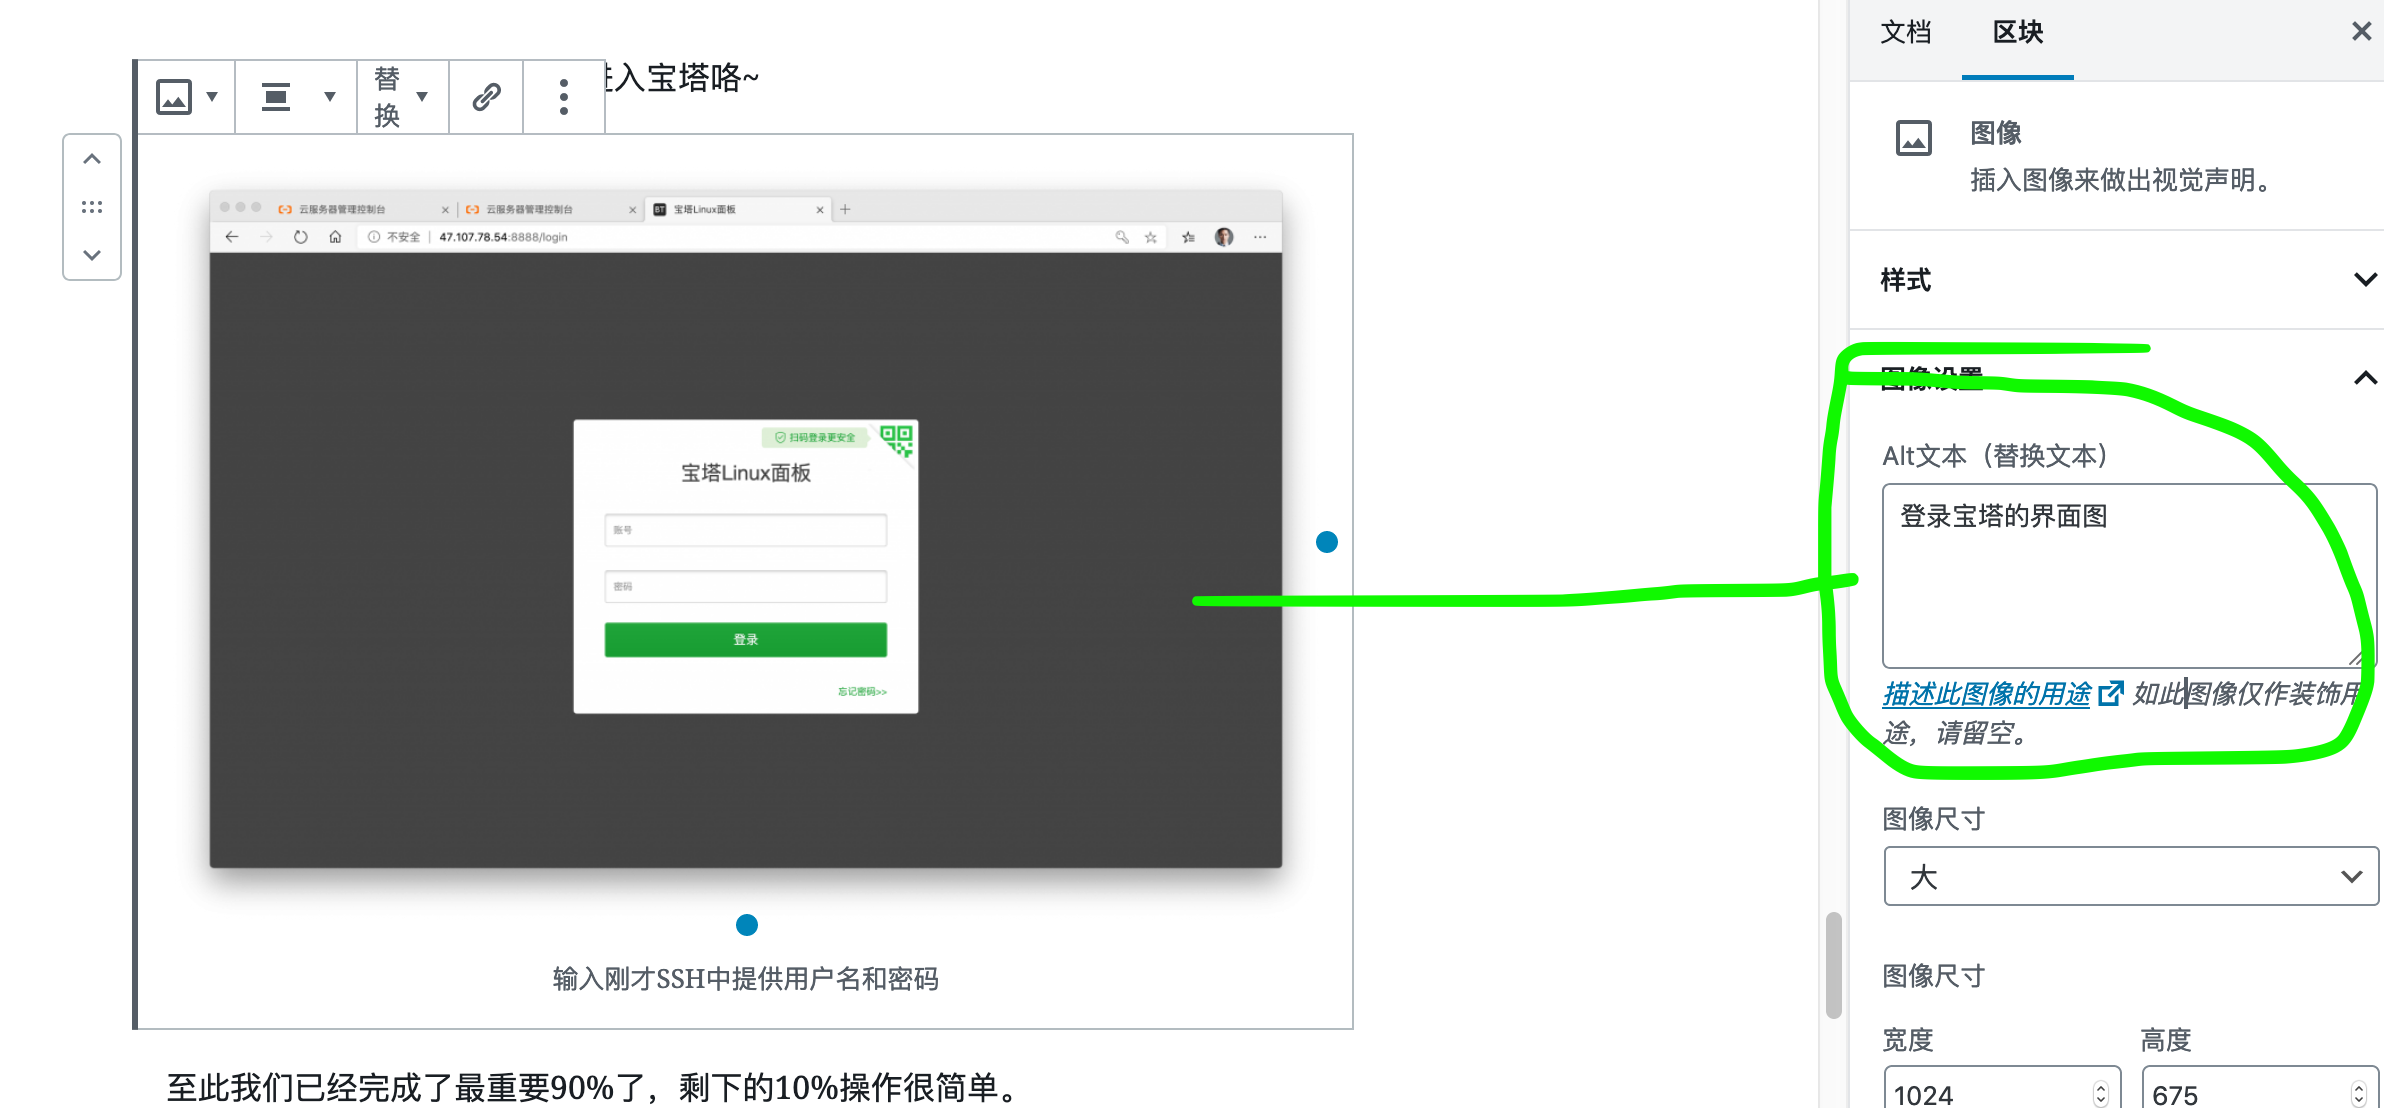 进入宝塔咯~
替
换
云服务器管理控制台
云服务器管理控制台
宝塔Linux面板
不安全
47.107.78.54:8888/login
扫码登录更安全
宝塔Linux面板
账号
密码
登录
忘记密码>>
输入刚才SSH中提供用户名和密码
至此我们已经完成了最重要90%了，剩下的10%操作很简单。
文档
区块
图像
插入图像来做出视觉声明。
样式
图像设置
Alt文本（替换文本）
登录宝塔的界面图
描述此图像的用途 如此图像仅作装饰用
途，请留空。
图像尺寸
大
图像尺寸
宽度 高度
1024 675